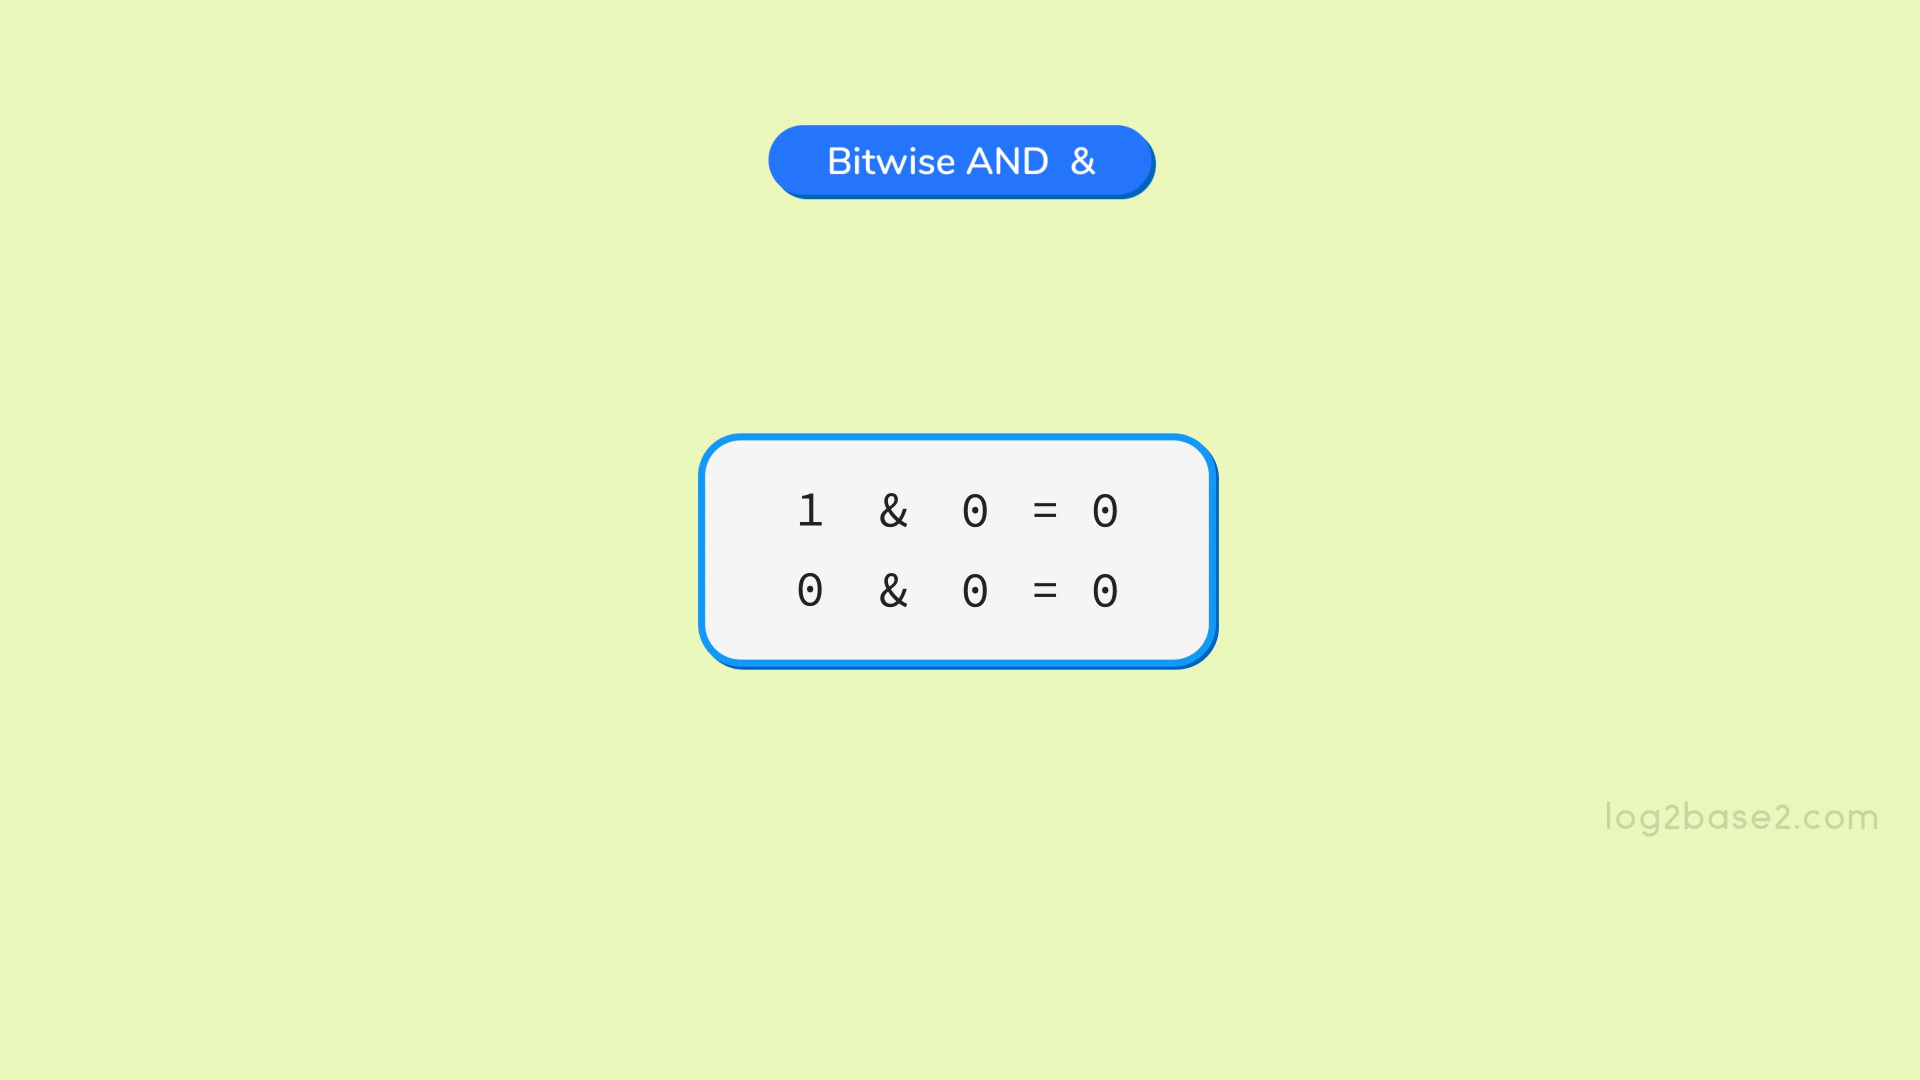 Bitwise AND &
1 & 0 = 0
0 & 0 = 0
log2base2.com